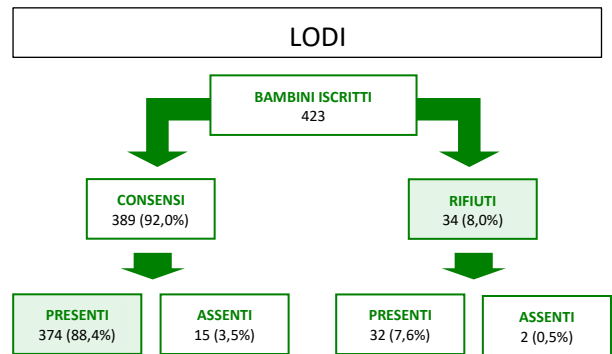 LODI
BAMBINI ISCRITTI
423
CONSENSI
389 (92,0%)
RIFIUTI
34 (8,0%)
PRESENTI
374 (88,4%)
ASSENTI
15 (3,5%)
PRESENTI
32 (7,6%)
ASSENTI
2 (0,5%)